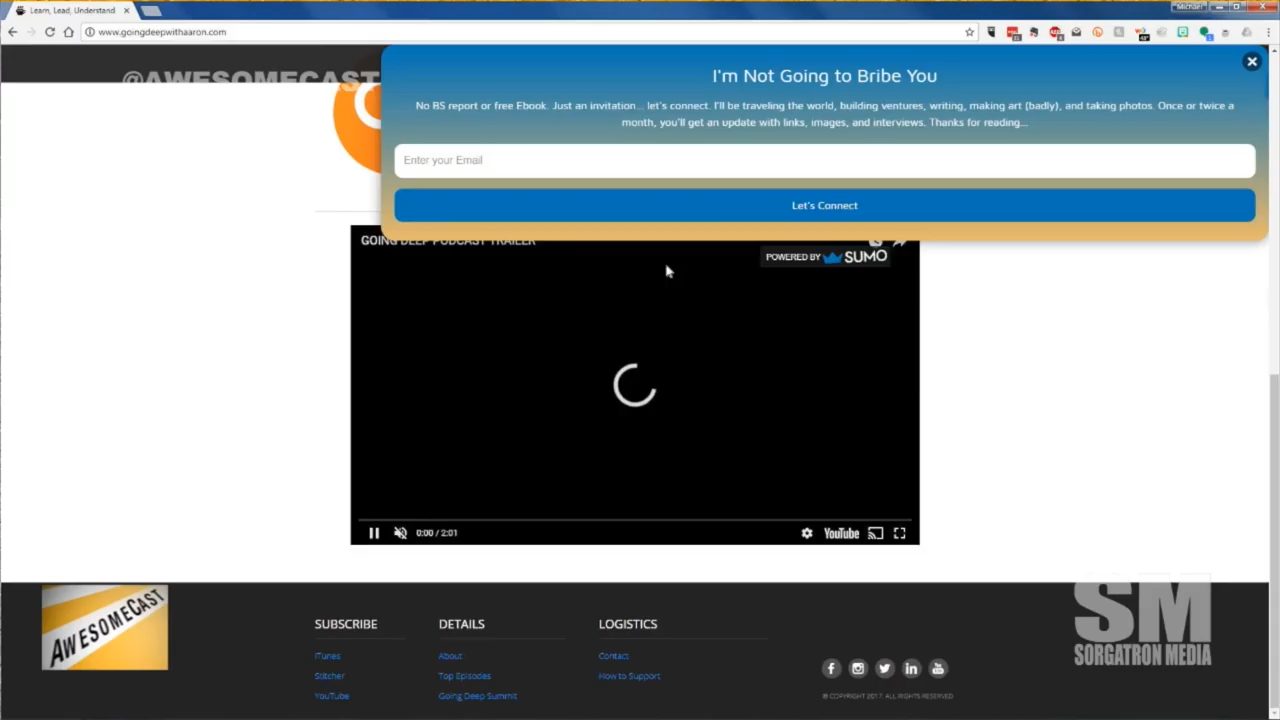 Learn, Lead, Understand
Michael
www.goingdeepwithaaron.com
@AWESOMECAST
I'm Not Going to Bribe You
No BS report or free Ebook. Just an invitation... let's connect. I'll be traveling the world, building ventures, writing, making art (badly), and taking photos. Once or twice a
month, you'll get an update with links, images, and interviews. Thanks for reading...
Enter your Email
Let's Connect
GOING DEEP PODCAST TRAILER
POWERED BY SUMO
0:00 / 2:01
YouTube
AWESOMECAST
SUBSCRIBE
iTunes
Stitcher
YouTube
DETAILS
About
Top Episodes
Going Deep Summit
LOGISTICS
Contact
How to Support
© COPYRIGHT 2017. ALL RIGHTS RESERVED.
SM
SORGATRON MEDIA